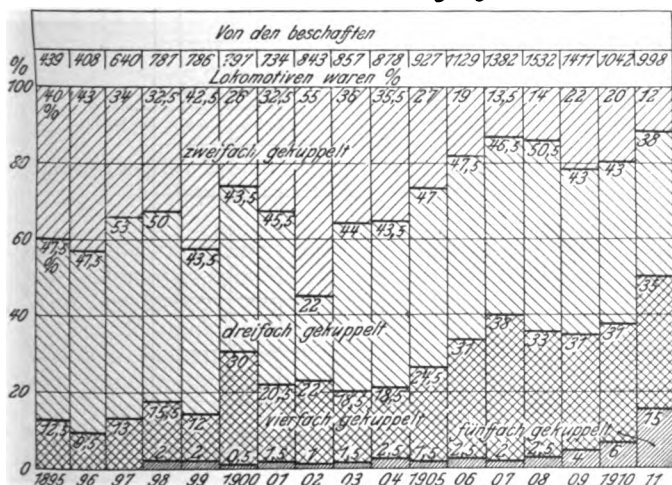 Von den beschafften
% 439 408 640 787 786 797 734 843 857 878 927 1129 1382 1532 1411 1042 998
Lokomotiven waren %
100 40 % 43 34 32,5 42,5 26 32,5 55 36 35,5 27 19 13,5 14 22 20 12
80 zweifach gekuppelt 43,5 47,5 46,5 50,5 43 43 38
60 47,5 % 47,5 53 50 43,5 45,5 22 44 43,5 47
40 dreifach gekuppelt 35
30 31 38 33 31 37
20 12,5 9,5 13 15,5 12 20,5 22 18,5 18,5 24,5
vierfach gekuppelt fünffach gekuppelt
2 2 0,5 1,5 1 1,5 2,5 1,5 2,5 2 2,5 4 6 15
0
1895 96 97 98 99 1900 01 02 03 04 1905 06 07 08 09 1910 11